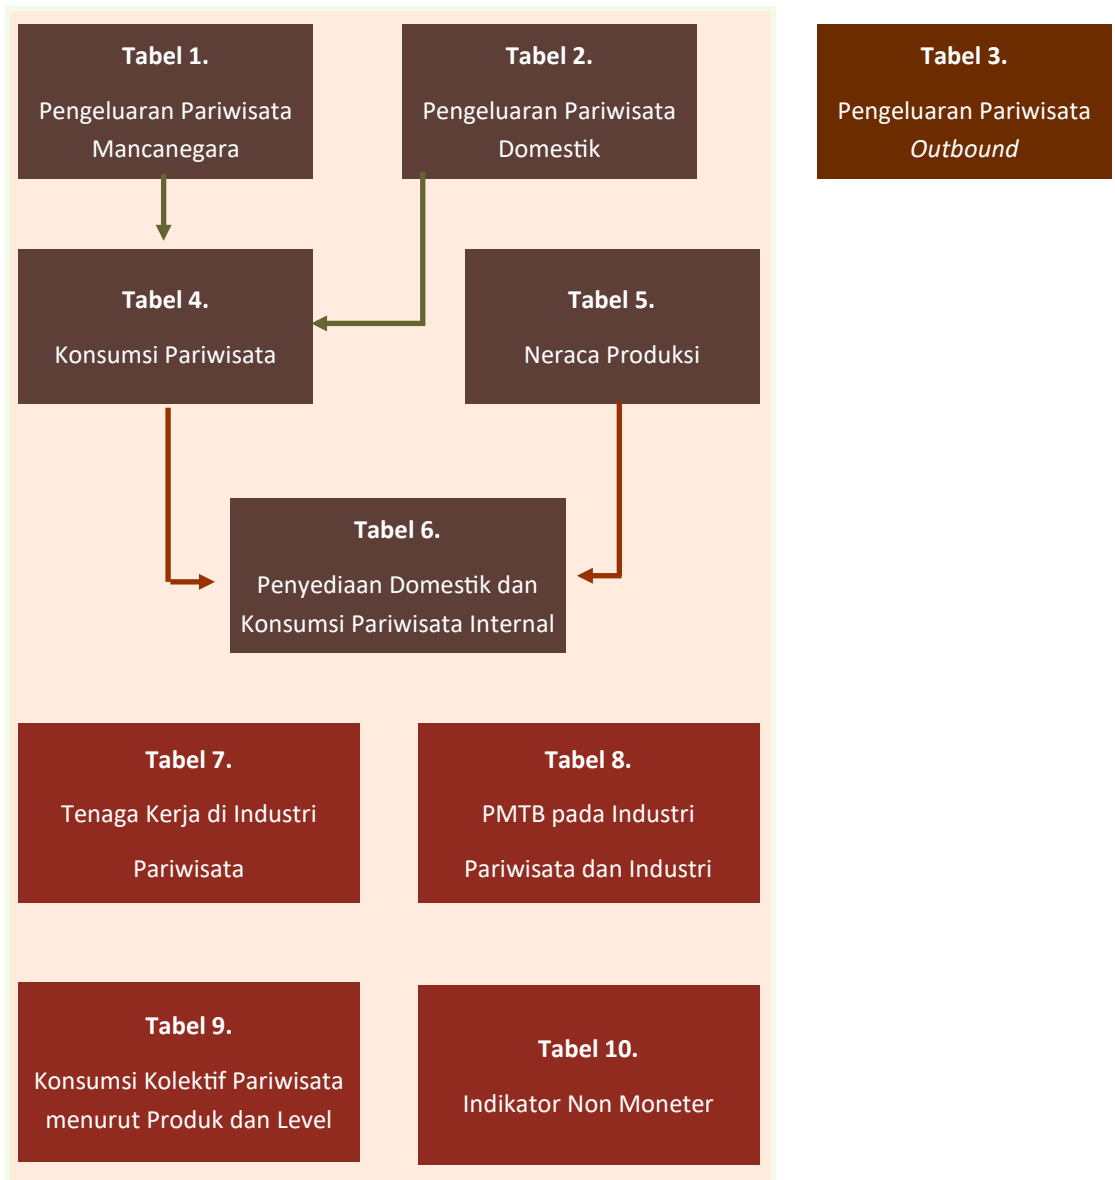 Tabel 1.
Pengeluaran Pariwisata
Mancanegara
Tabel 2.
Pengeluaran Pariwisata
Domestik
Tabel 3.
Pengeluaran Pariwisata
Outbound
Tabel 4.
Konsumsi Pariwisata
Tabel 5.
Neraca Produksi
Tabel 6.
Penyediaan Domestik dan
Konsumsi Pariwisata Internal
Tabel 7.
Tenaga Kerja di Industri
Pariwisata
Tabel 8.
PMTB pada Industri
Pariwisata dan Industri
Tabel 9.
Konsumsi Kolektif Pariwisata
menurut Produk dan Level
Tabel 10.
Indikator Non Moneter